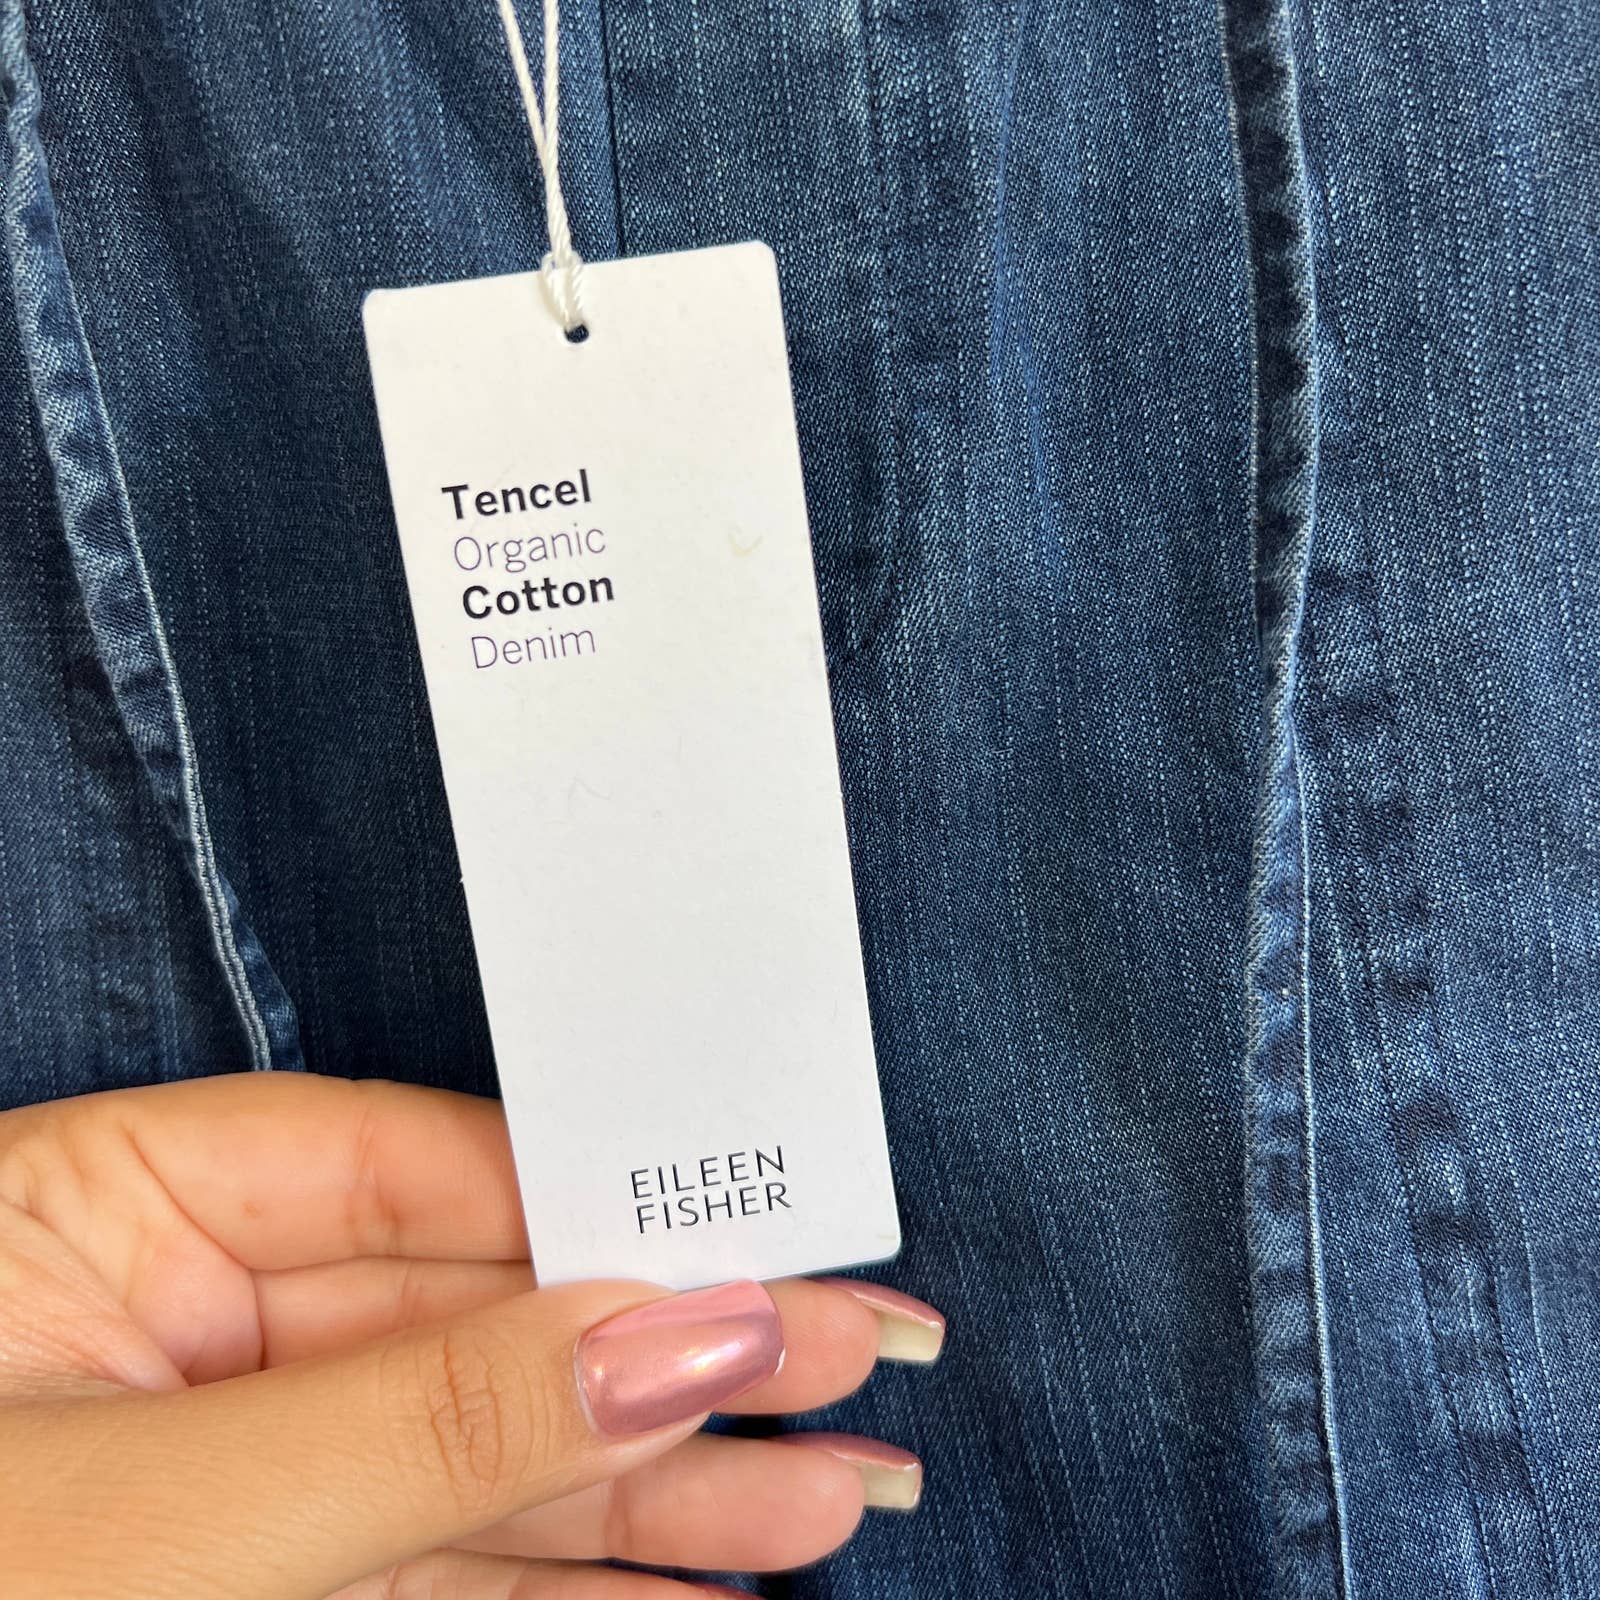 Tencel
Organic
Cotton
Denim
EILEEN
FISHER